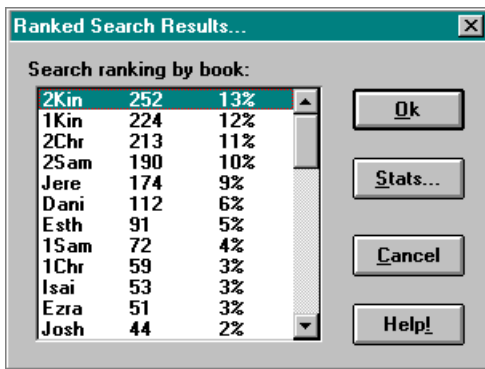 Ranked Search Results...
Search ranking by book:
2Kin 252 13%
1Kin 224 12%
2Chr 213 11%
2Sam 190 10%
Jere 174 9%
Dani 112 6%
Esth 91 5%
1Sam 72 4%
1Chr 59 3%
Isai 53 3%
Ezra 51 3%
Josh 44 2%
Ok
Stats...
Cancel
Help!